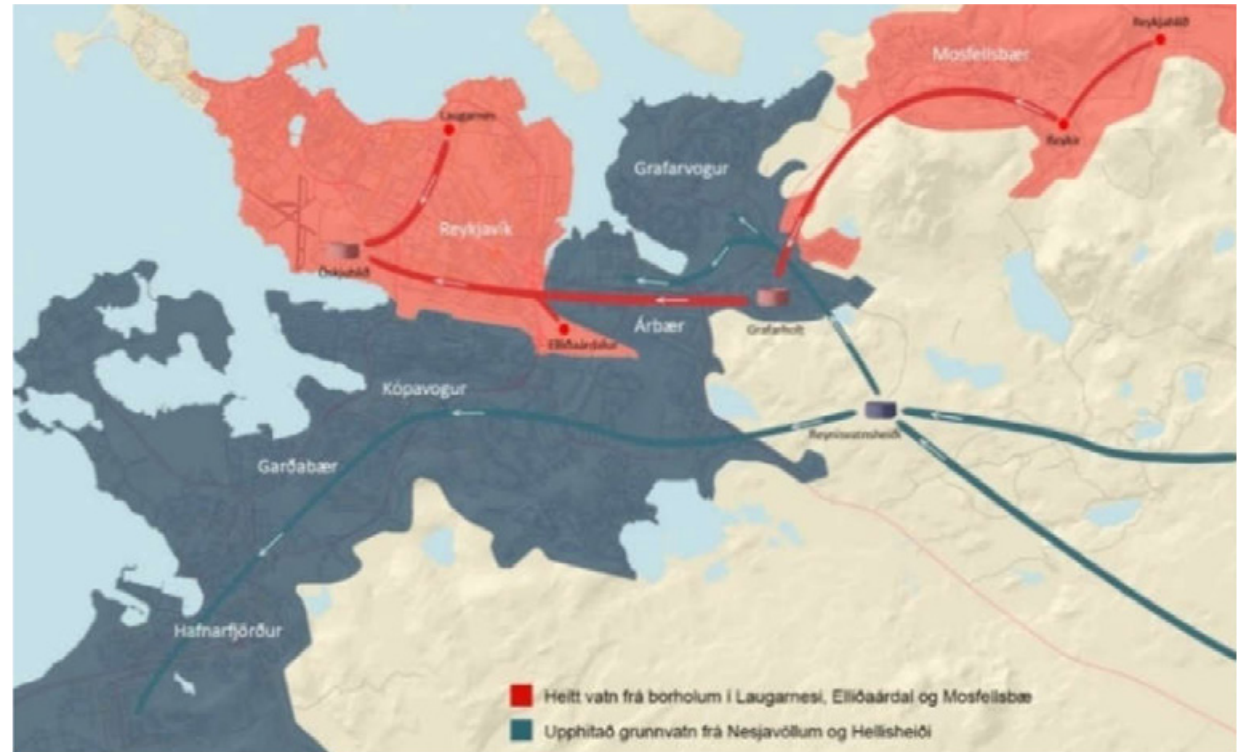 Reykjahlíð
Mosfellsbær
Reykir
Laugarnes
Grafarvogur
Reykjavík
Öskjuhlíð
Árbær
Grafarholt
Elliðaárdalur
Kópavogur
Reynisvatnsheiði
Garðabær
Hafnarfjörður
Heitt vatn frá borholum í Laugarnesi, Elliðaárdal og Mosfellsbæ
Upphitað grunnvatn frá Nesjavöllum og Hellisheiði